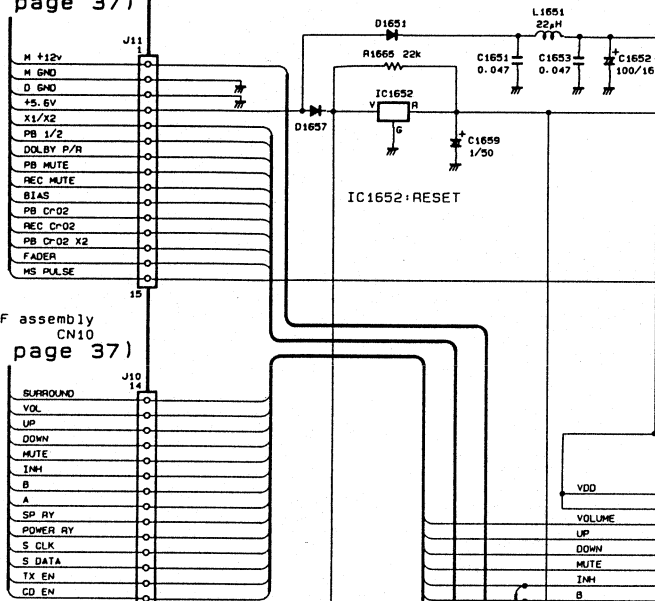 page 37)
J11
1
M +12v
M GND
D GND
+5.6V
X1/X2
PB 1/2
DOLBY P/R
PB MUTE
REC MUTE
BIAS
PB CrO2
REC CrO2
PB CrO2 X2
FADER
MS PULSE
15
D1651
R1665 22k
IC1652
V
R
G
D1657
C1659
1/50
IC1652:RESET
L1651
22µH
C1651
0.047
C1653
0.047
C1652
100/16
F assembly
CN10
page 37)
J10
14
SURROUND
VOL
UP
DOWN
MUTE
INH
B
A
SP RY
POWER RY
S CLK
S DATA
TX EN
CD EN
VDD
VOLUME
UP
DOWN
MUTE
INH
B